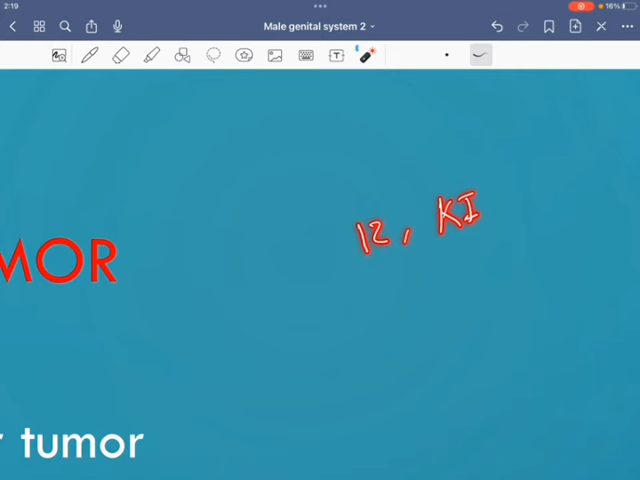 2:19
16%
Male genital system 2
T
12, KI
MOR
r tumor